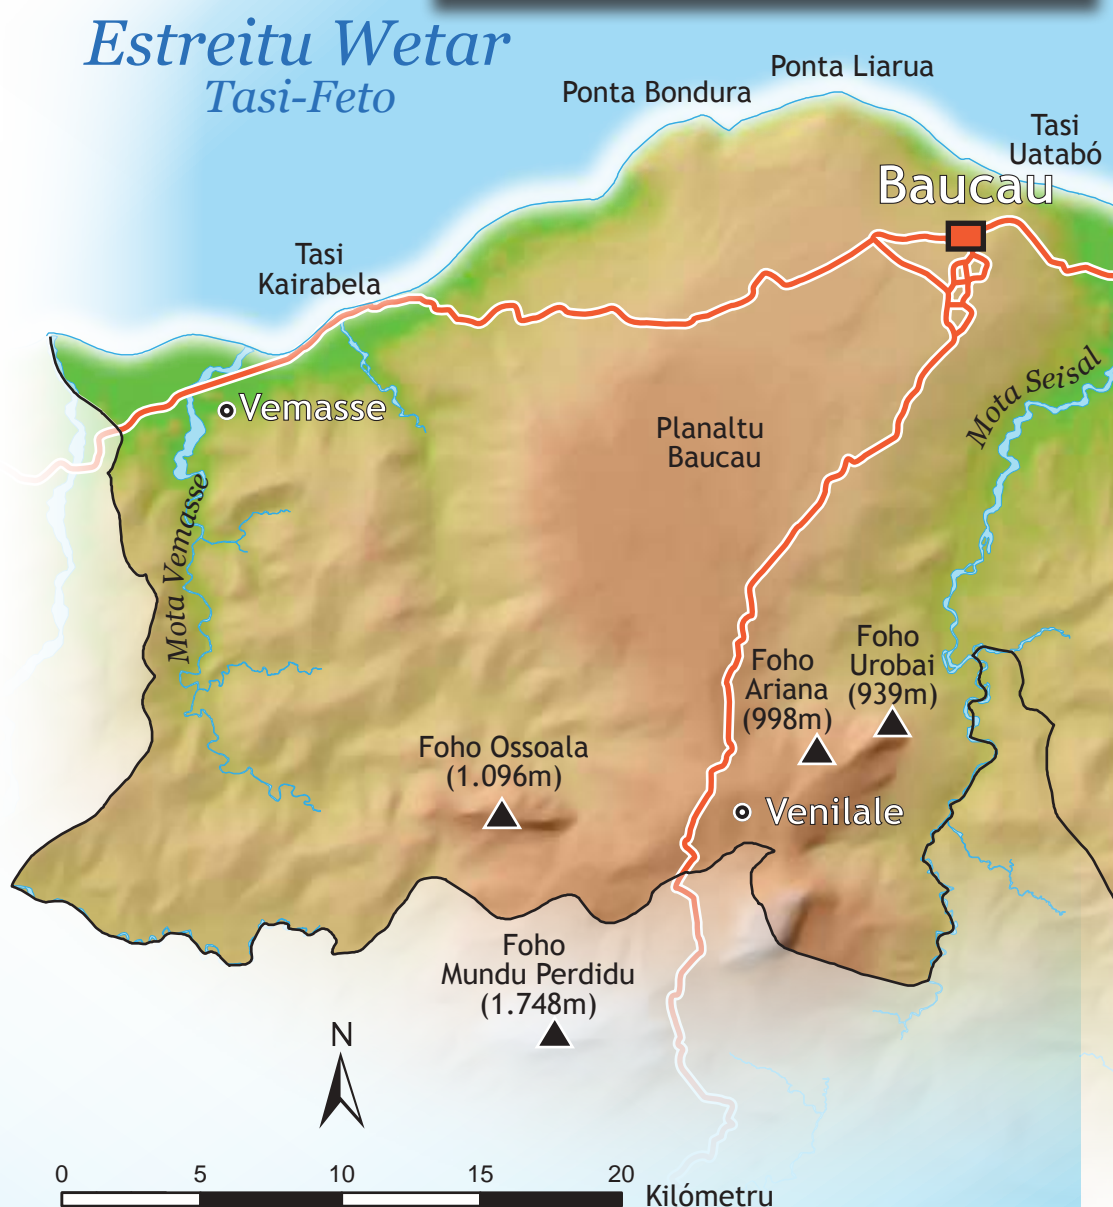 Estreitu Wetar
Tasi-Feto
Ponta Liarua
Ponta Bondura
Tasi
Uatabó
Baucau
Tasi
Kairabela
Vemasse
Mota Seisal
Planaltu
Baucau
Mota Vemasse
Foho
Urobai
(939m)
Foho
Ariana
(998m)
Foho Ossoala
(1.096m)
Venilale
Foho
Mundu Perdidu
(1.748m)
N
0 5 10 15 20
Kilómetru